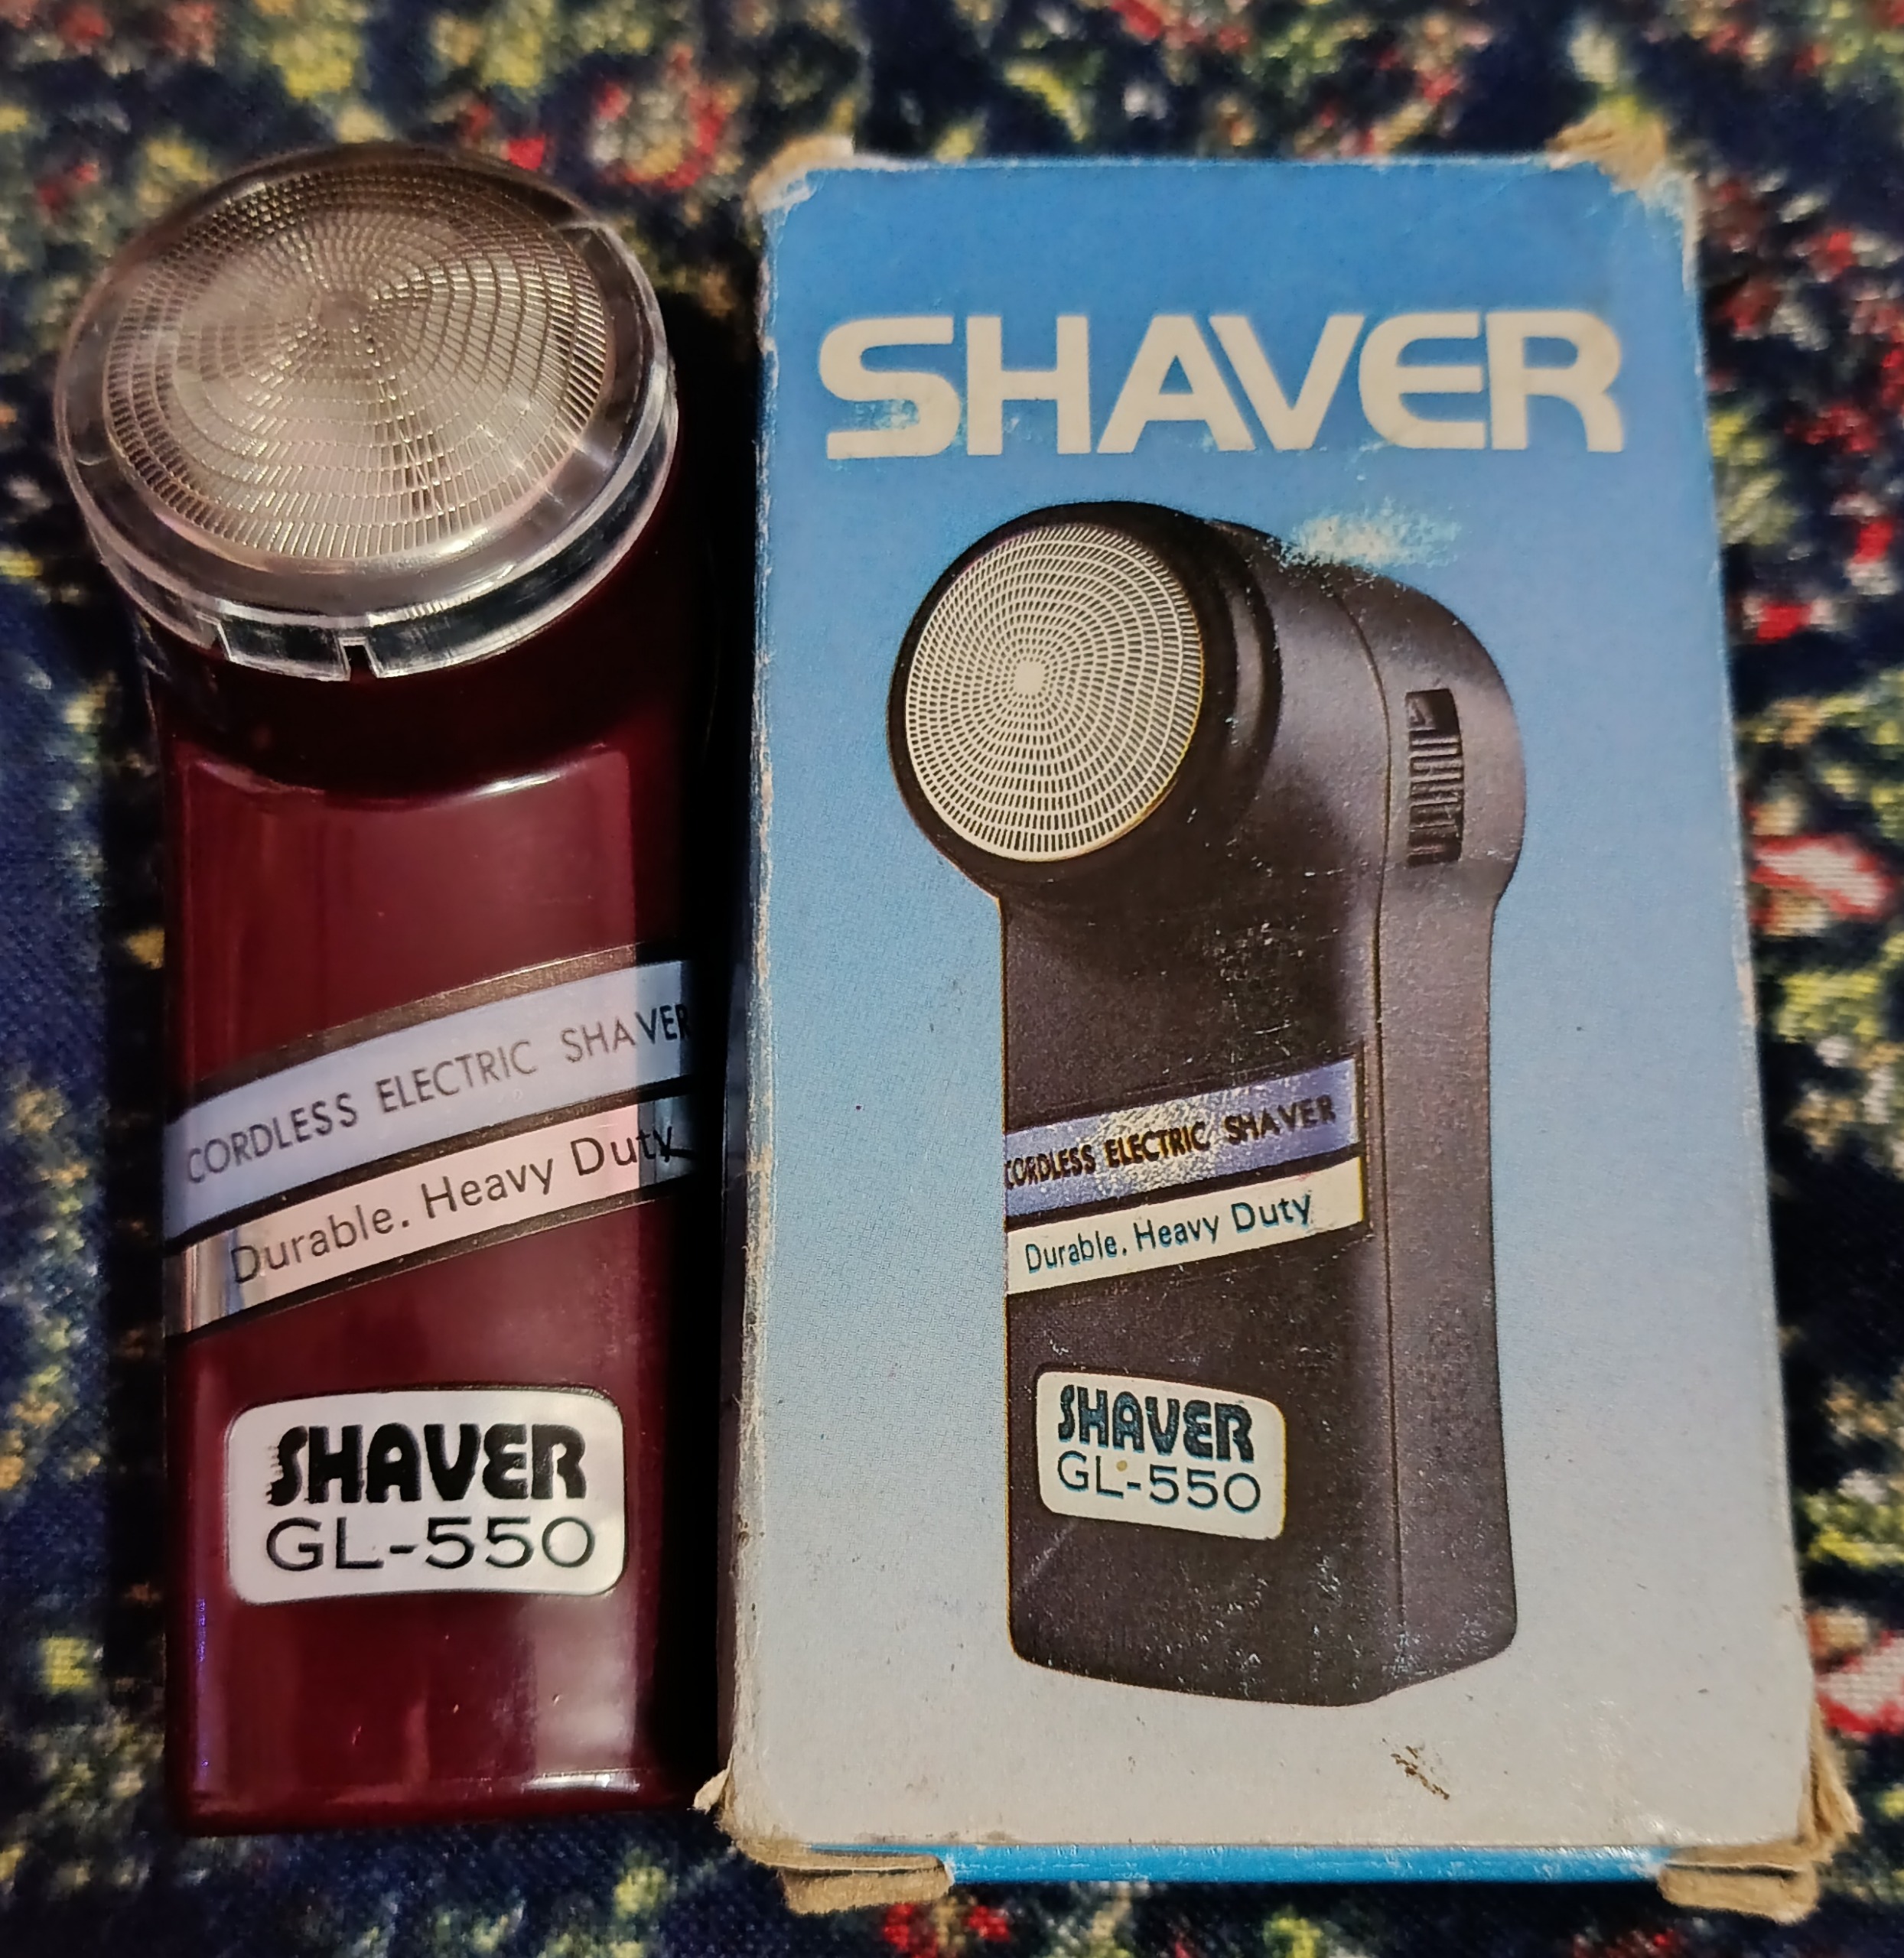 CORDLESS ELECTRIC SHAVER
Durable. Heavy Duty
SHAVER
GL-550
SHAVER
CORDLESS ELECTRIC SHAVER
Durable. Heavy Duty
SHAVER
GL-550